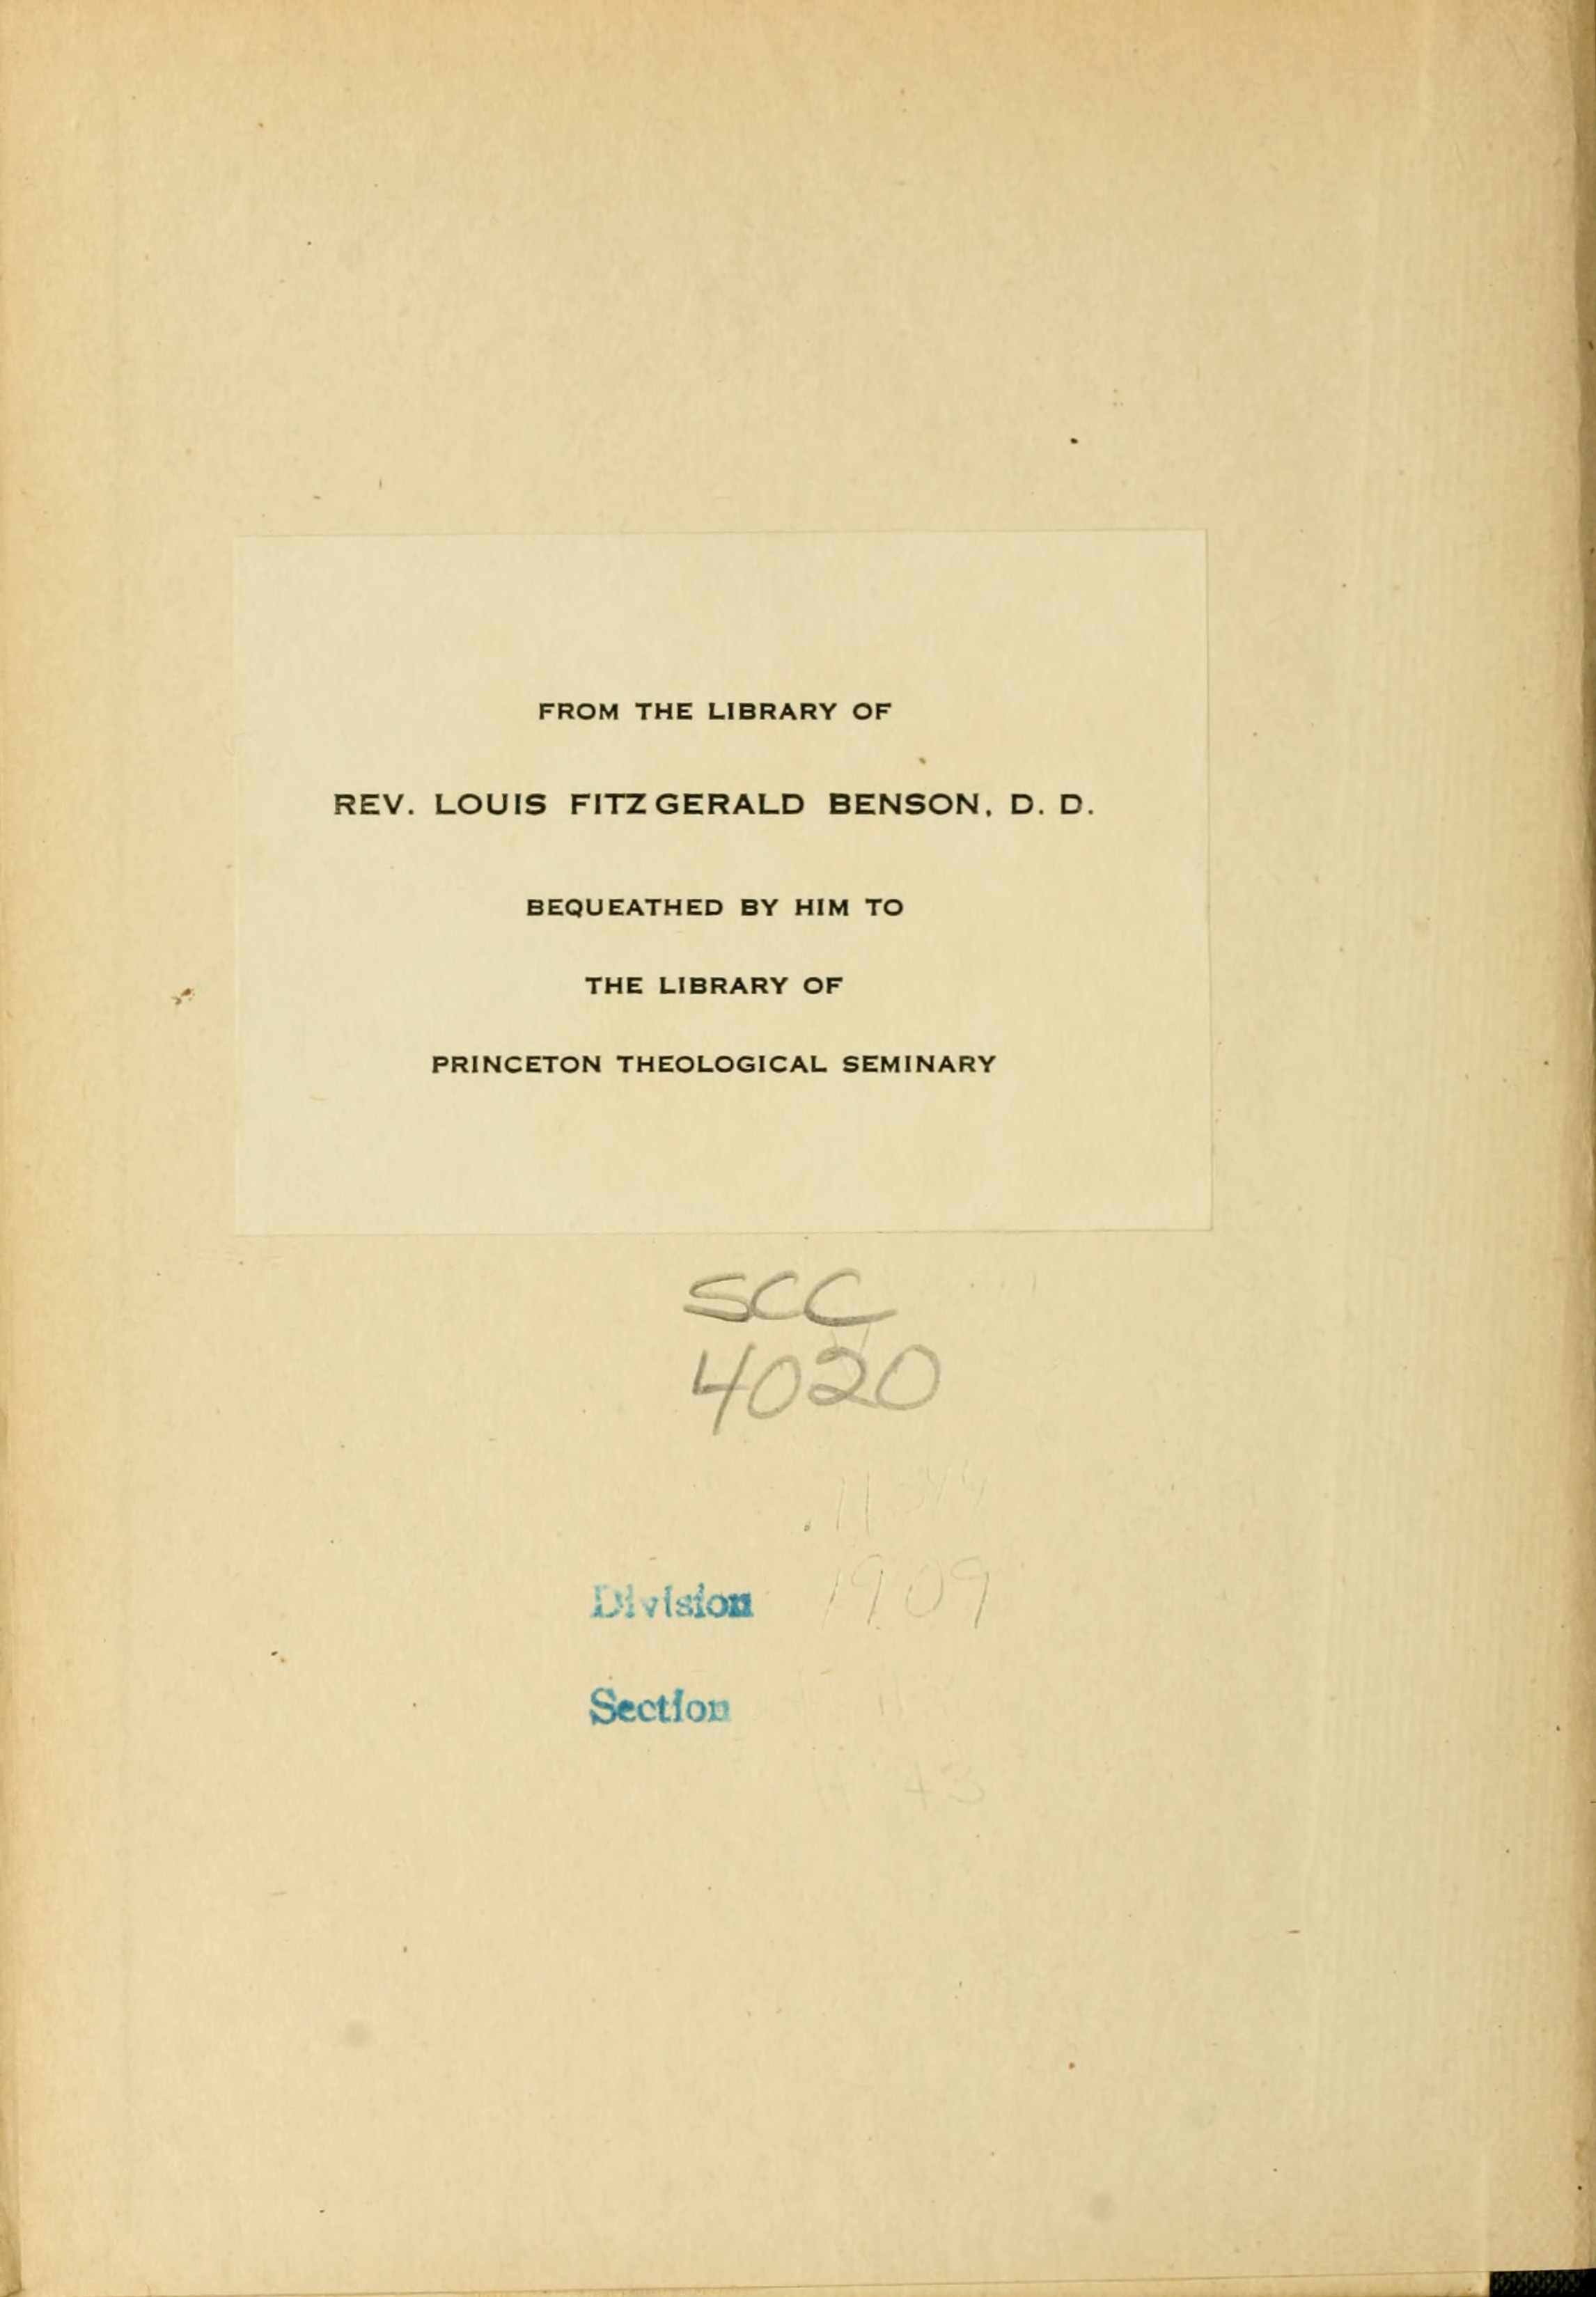 FROM THE LIBRARY OF
REV. LOUIS FITZGERALD BENSON, D. D.
BEQUEATHED BY HIM TO
THE LIBRARY OF
PRINCETON THEOLOGICAL SEMINARY
SCC
4020
Division 1909
Section